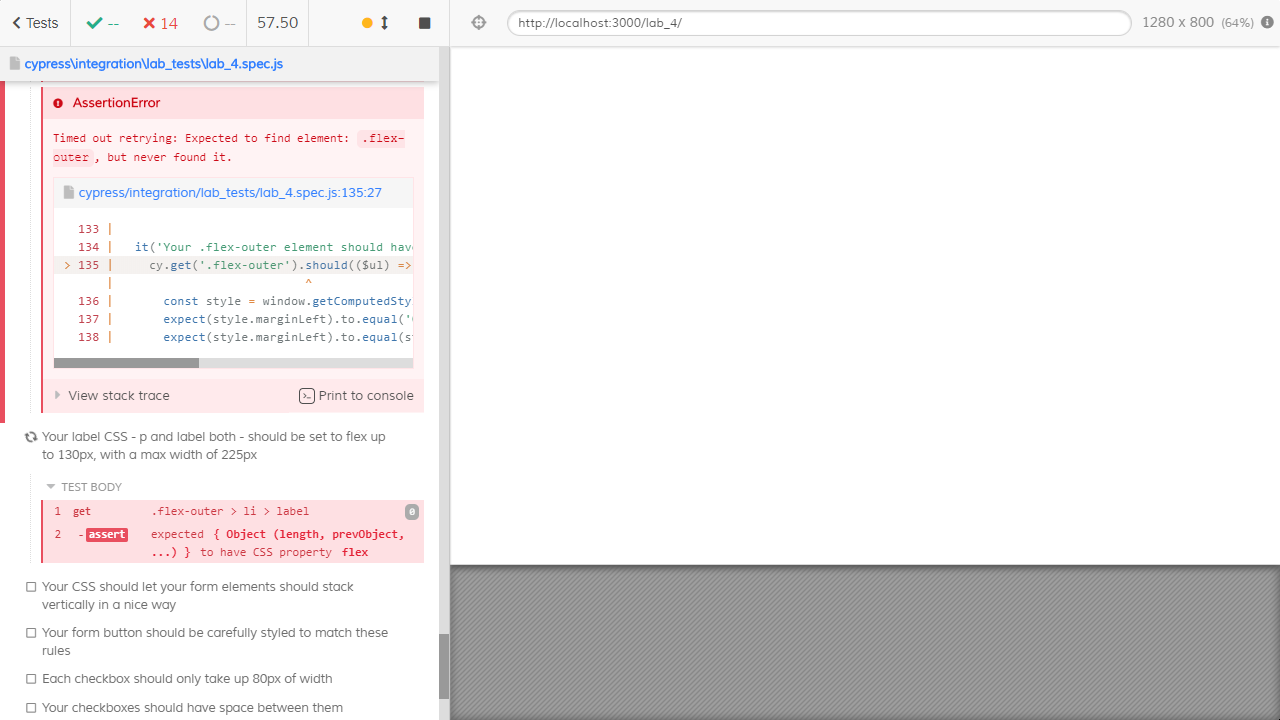 Tests
--
14
--
57.50
http://localhost:3000/lab_4/
1280 x 800 (64%)
cypress\integration\lab_tests\lab_4.spec.js
AssertionError
Timed out retrying: Expected to find element: .flex-
outer, but never found it.
cypress/integration/lab_tests/lab_4.spec.js:135:27
133 |
134 | it('Your .flex-outer element should hav
> 135 | cy.get('.flex-outer').should(($ul) =>
| ^
136 | const style = window.getComputedSty
137 | expect(style.marginLeft).to.equal('
138 | expect(style.marginLeft).to.equal(s
View stack trace
Print to console
Your label CSS - p and label both - should be set to flex up
to 130px, with a max width of 225px
TEST BODY
1 get .flex-outer > li > label 0
2 -assert expected { Object (length, prevObject,
...) } to have CSS property flex
Your CSS should let your form elements should stack
vertically in a nice way
Your form button should be carefully styled to match these
rules
Each checkbox should only take up 80px of width
Your checkboxes should have space between them